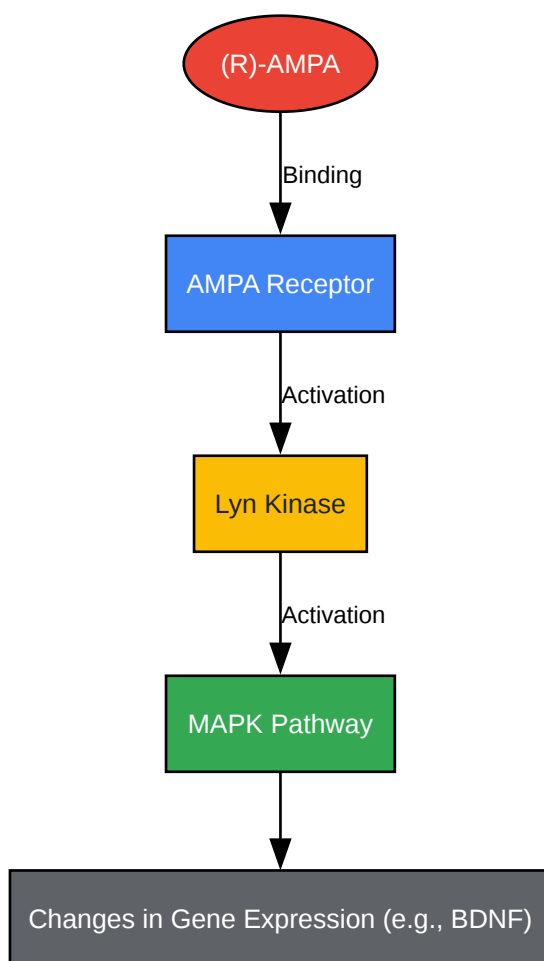 (R)-AMPA
Binding
AMPA Receptor
Activation
Lyn Kinase
Activation
MAPK Pathway
Changes in Gene Expression (e.g., BDNF)